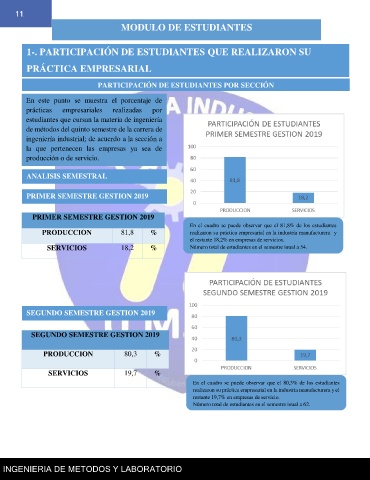 11
MODULO DE ESTUDIANTES
1-. PARTICIPACIÓN DE ESTUDIANTES QUE REALIZARON SU
PRÁCTICA EMPRESARIAL
PARTICIPACIÓN DE ESTUDIANTES POR SECCIÓN
En este punto se muestra el porcentaje de
prácticas empresariales realizadas por
estudiantes que cursan la materia de ingeniería
de métodos del quinto semestre de la carrera de
ingeniería industrial; de acuerdo a la sección a
la que pertenecen las empresas ya sea de
producción o de servicio.
ANALISIS SEMESTRAL
PRIMER SEMESTRE GESTION 2019
PRIMER SEMESTRE GESTION 2019
PRODUCCION 81,8 %
SERVICIOS 18,2 %
PARTICIPACIÓN DE ESTUDIANTES
PRIMER SEMESTRE GESTION 2019
100
80
60
40
20
0
81,8
18,2
PRODUCCION SERVICIOS
En el cuadro se puede observar que el 81,8% de los estudiantes
realizaron su práctica empresarial en la industria manufacturera y
el restante 18,2% en empresas de servicios.
Número total de estudiantes en el semestre igual a 54.
SEGUNDO SEMESTRE GESTION 2019
SEGUNDO SEMESTRE GESTION 2019
PRODUCCION 80,3 %
SERVICIOS 19,7 %
PARTICIPACIÓN DE ESTUDIANTES
SEGUNDO SEMESTRE GESTION 2019
100
80
60
40
20
0
80,3
19,7
PRODUCCION SERVICIOS
En el cuadro se puede observar que el 80,3% de los estudiantes
realizaron su práctica empresarial en la industria manufacturera y el
restante 19,7% en empresas de servicio.
Número total de estudiantes en el semestre igual a 62.
INGENIERIA DE METODOS Y LABORATORIO